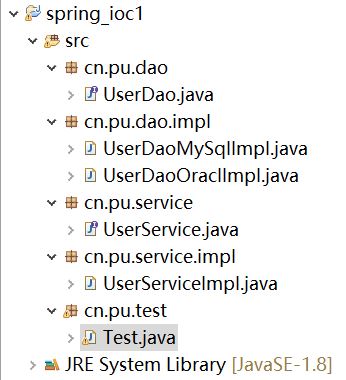 spring_ioc1
src
cn.pu.dao
UserDao.java
cn.pu.dao.impl
UserDaoMySqlImpl.java
UserDaoOraclImpl.java
cn.pu.service
UserService.java
cn.pu.service.impl
UserServiceImpl.java
cn.pu.test
Test.java
JRE System Library [JavaSE-1.8]